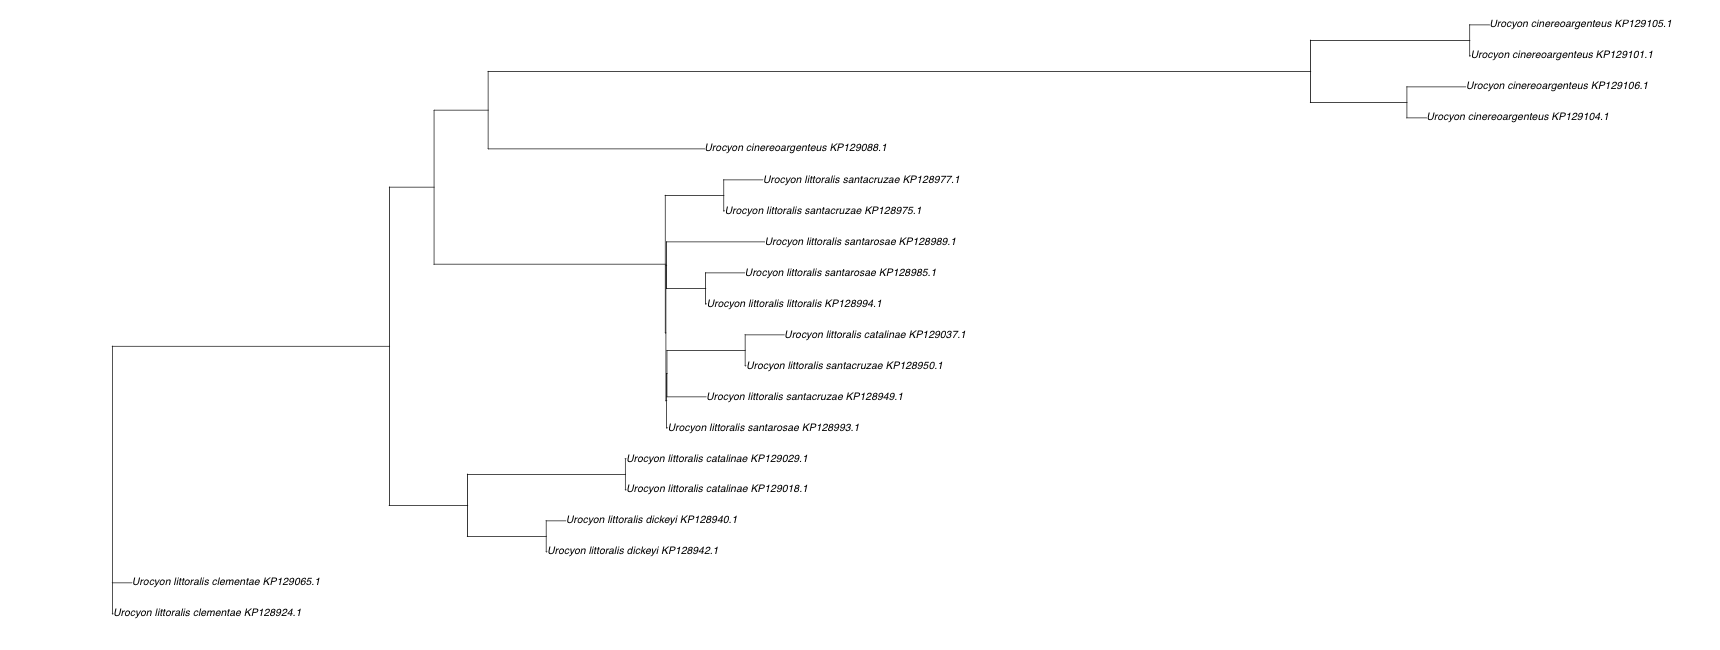 Urocyon cinereoargenteus KP129105.1
Urocyon cinereoargenteus KP129101.1
Urocyon cinereoargenteus KP129106.1
Urocyon cinereoargenteus KP129104.1
Urocyon cinereoargenteus KP129088.1
Urocyon littoralis santacruzae KP128977.1
Urocyon littoralis santacruzae KP128975.1
Urocyon littoralis santarosae KP128989.1
Urocyon littoralis santarosae KP128985.1
Urocyon littoralis littoralis KP128994.1
Urocyon littoralis catalinae KP129037.1
Urocyon littoralis santacruzae KP128950.1
Urocyon littoralis santacruzae KP128949.1
Urocyon littoralis santarosae KP128993.1
Urocyon littoralis catalinae KP129029.1
Urocyon littoralis catalinae KP129018.1
Urocyon littoralis dickeyi KP128940.1
Urocyon littoralis dickeyi KP128942.1
Urocyon littoralis clementae KP129065.1
Urocyon littoralis clementae KP128924.1